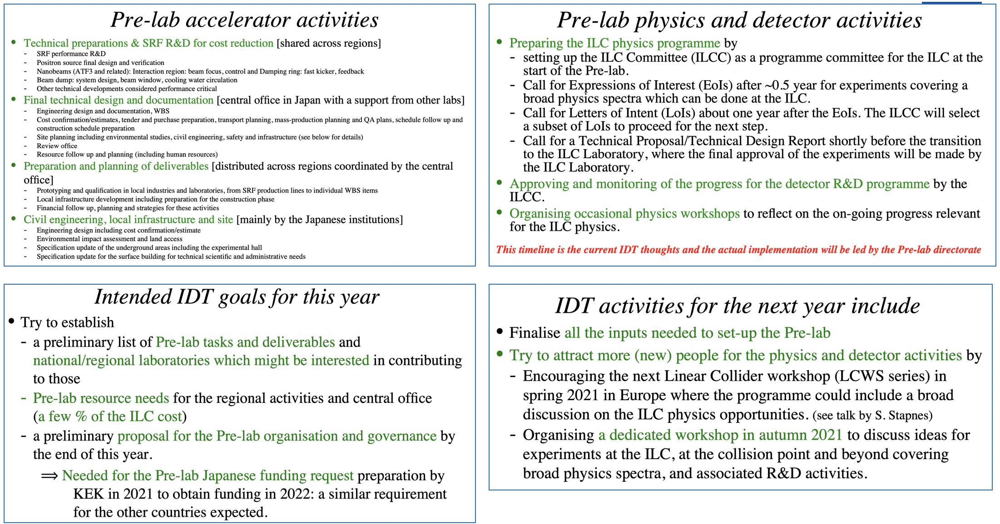 Pre-lab accelerator activities
• Technical preparations & SRF R&D for cost reduction [shared across regions]
- SRF performance R&D
- Positron source final design and verification
- Nanobeams (ATF3 and related): Interaction region: beam focus, control and Damping ring: fast kicker, feedback
- Beam dump: system design, beam window, cooling water circulation
- Other technical developments considered performance critical
• Final technical design and documentation [central office in Japan with a support from other labs]
- Engineering design and documentation, WBS
- Cost confirmation/estimates, tender and purchase preparation, transport planning, mass-production planning and QA plans, schedule follow up and
construction schedule preparation
- Site planning including environmental studies, civil engineering, safety and infrastructure (see below for details)
- Review office
- Resource follow up and planning (including human resources)
• Preparation and planning of deliverables [distributed across regions coordinated by the central
office]
- Prototyping and qualification in local industries and laboratories, from SRF production lines to individual WBS items
- Local infrastructure development including preparation for the construction phase
- Financial follow up, planning and strategies for these activities
• Civil engineering, local infrastructure and site [mainly by the Japanese institutions]
- Engineering design including cost confirmation/estimate
- Environmental impact assessment and land access
- Specification update of the underground areas including the experimental hall
- Specification update for the surface building for technical scientific and administrative needs
Pre-lab physics and detector activities
• Preparing the ILC physics programme by
- setting up the ILC Committee (ILCC) as a programme committee for the ILC at the
start of the Pre-lab.
- Call for Expressions of Interest (EoIs) after ~0.5 year for experiments covering a
broad physics spectra which can be done at the ILC.
- Call for Letters of Intent (LoIs) about one year after the EoIs. The ILCC will select
a subset of LoIs to proceed for the next step.
- Call for a Technical Proposal/Technical Design Report shortly before the transition
to the ILC Laboratory, where the final approval of the experiments will be made by
the ILC Laboratory.
• Approving and monitoring of the progress for the detector R&D programme by the
ILCC.
• Organising occasional physics workshops to reflect on the on-going progress relevant
for the ILC physics.
This timeline is the current IDT thoughts and the actual implementation will be led by the Pre-lab directorate
Intended IDT goals for this year
• Try to establish
- a preliminary list of Pre-lab tasks and deliverables and
national/regional laboratories which might be interested in contributing
to those
- Pre-lab resource needs for the regional activities and central office
(a few % of the ILC cost)
- a preliminary proposal for the Pre-lab organisation and governance by
the end of this year.
⟹ Needed for the Pre-lab Japanese funding request preparation by
KEK in 2021 to obtain funding in 2022: a similar requirement
for the other countries expected.
IDT activities for the next year include
• Finalise all the inputs needed to set-up the Pre-lab
• Try to attract more (new) people for the physics and detector activities by
- Encouraging the next Linear Collider workshop (LCWS series) in
spring 2021 in Europe where the programme could include a broad
discussion on the ILC physics opportunities. (see talk by S. Stapnes)
- Organising a dedicated workshop in autumn 2021 to discuss ideas for
experiments at the ILC, at the collision point and beyond covering
broad physics spectra, and associated R&D activities.